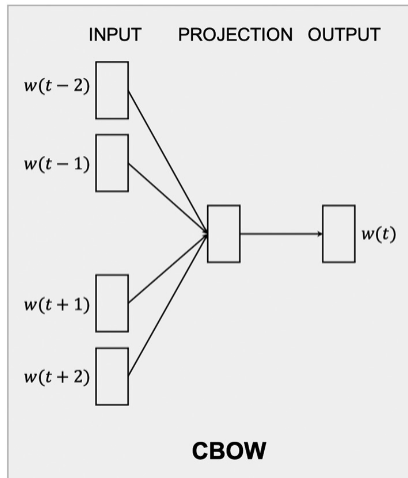 INPUT PROJECTION OUTPUT
w(t − 2)
w(t − 1)
w(t)
w(t + 1)
w(t + 2)
CBOW